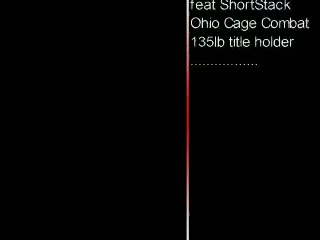 feat ShortStack
Ohio Cage Combat
135lb title holder
.................